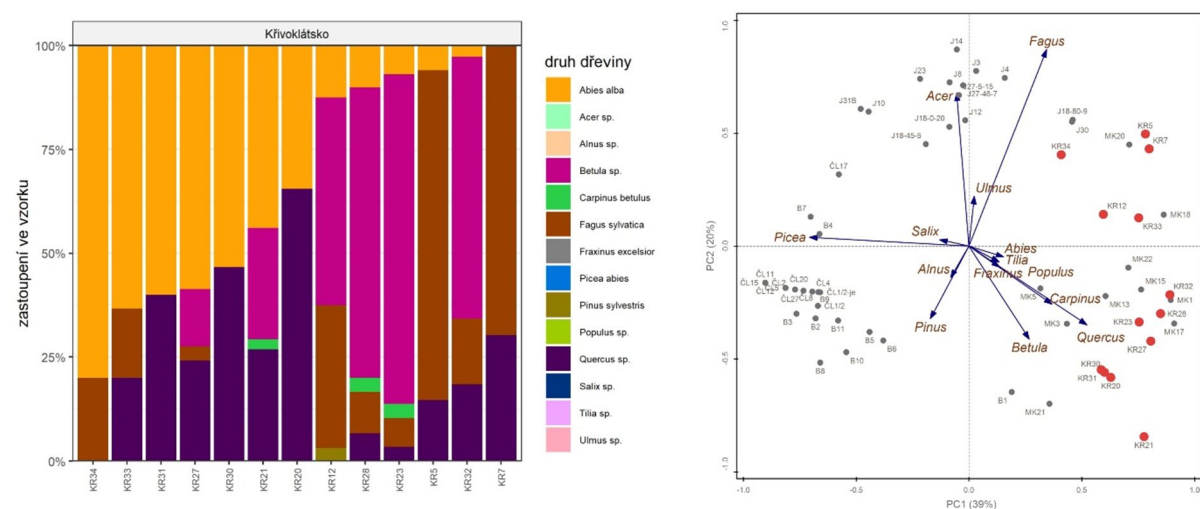 Křivoklátsko
100%
75%
50%
25%
0%
zastoupení ve vzorku
KR34
KR33
KR31
KR27
KR30
KR21
KR20
KR12
KR28
KR23
KR5
KR32
KR7
druh dřeviny
Abies alba
Acer sp.
Alnus sp.
Betula sp.
Carpinus betulus
Fagus sylvatica
Fraxinus excelsior
Picea abies
Pinus sylvestris
Populus sp.
Quercus sp.
Salix sp.
Tilia sp.
Ulmus sp.
1.0
0.5
0.0
-0.5
-1.0
PC2 (20%)
J14
Fagus
J3
J4
J23
J8
J27-5-15
J27-46-7
Acer
J31B
J10
J12
J18-0-20
J18-45-5
J18-80-9
J30
KR5
MK20
KR7
KR34
ČL17
Ulmus
B7
B4
KR12
KR33
MK18
Picea
Salix
Abies
Tilia
Alnus
Fraxinus
Populus
MK22
ČL11
ČL15
ČL12
ČL2
ČL20
ČL4
ČL27
ČL8
B9
ČL1/2-je
ČL1/2
MK5
MK15
KR32
MK13
MK1
Carpinus
B3
B2
B11
Pinus
MK3
KR23
KR28
MK17
Quercus
B5
B6
Betula
KR27
B10
B8
KR30
KR31
KR20
B1
MK21
KR21
-1.0
-0.5
0.0
0.5
1.0
PC1 (39%)